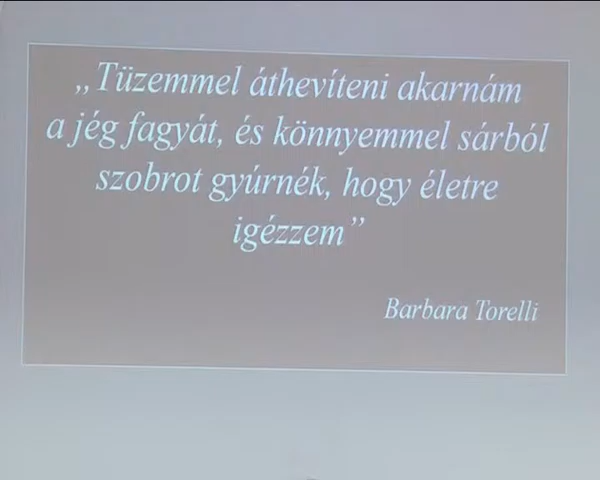 „Tüzemmel áthevíteni akarnám
a jég fagyát, és könnyemmel sárból
szobrot gyúrnék, hogy életre
igézzem”
Barbara Torelli